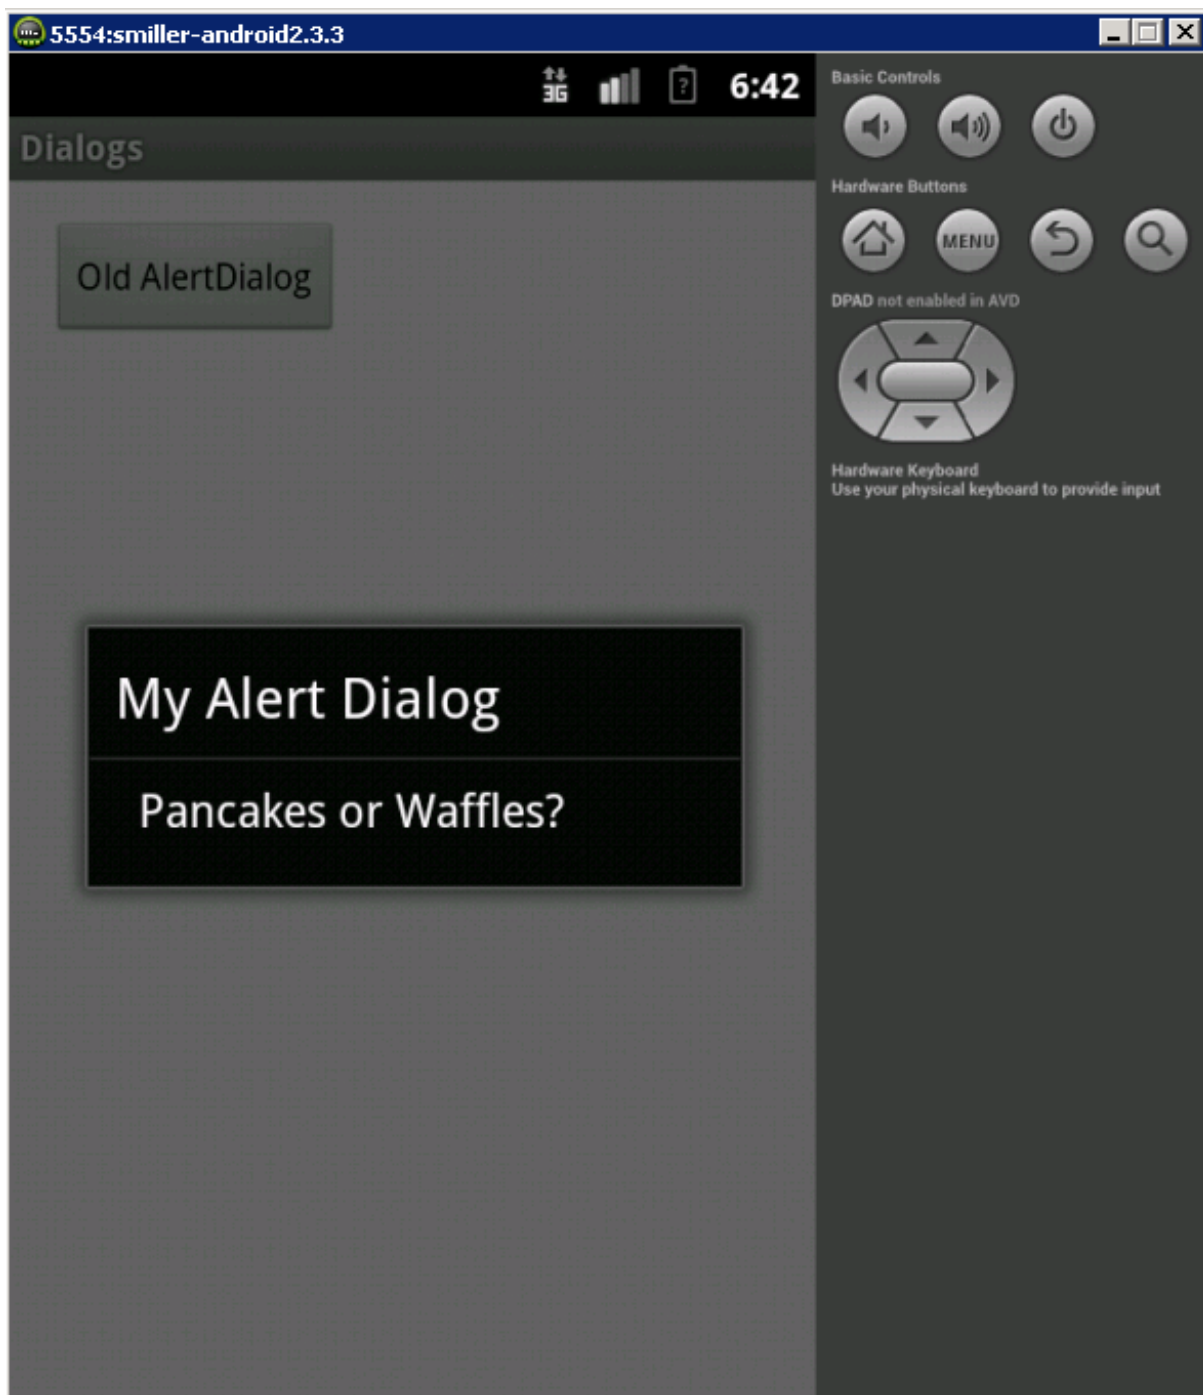 5554:smiller-android2.3.3
3G
?
6:42
Dialogs
Old AlertDialog
My Alert Dialog
Pancakes or Waffles?
Basic Controls
Hardware Buttons
MENU
DPAD not enabled in AVD
Hardware Keyboard
Use your physical keyboard to provide input